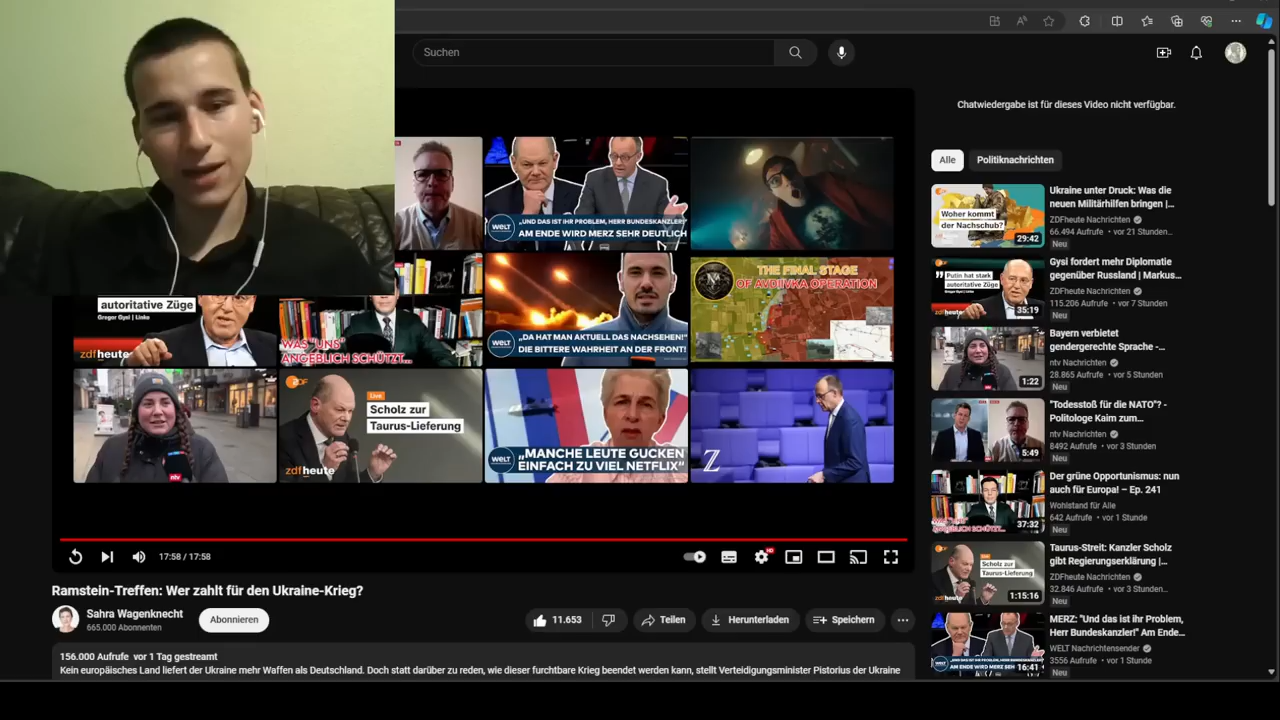 Suchen
Chatwiedergabe ist für dieses Video nicht verfügbar.
Alle
Politiknachrichten
„UND DAS IST IHR PROBLEM, HERR BUNDESKANZLER!"
WELT
AM ENDE WIRD MERZ SEHR DEUTLICH
autoritative Züge
Gregor Gysi | Linke
zdfheute
WAS "UNS"
ANGEBLICH SCHÜTZT...
„DA HAT MAN AKTUELL DAS NACHSEHEN!"
WELT
DIE BITTERE WAHRHEIT AN DER FRONT!
THE FINAL STAGE
OF AVDIIVKA OPERATION
ntv
ZDF
Live
Scholz zur
Taurus-Lieferung
zdfheute
WELT
„MANCHE LEUTE GUCKEN
EINFACH ZU VIEL NETFLIX"
Z
17:58 / 17:58
HD
Ramstein-Treffen: Wer zahlt für den Ukraine-Krieg?
Sahra Wagenknecht
665.000 Abonnenten
Abonnieren
11.653
Teilen
Herunterladen
Speichern
156.000 Aufrufe vor 1 Tag gestreamt
Kein europäisches Land liefert der Ukraine mehr Waffen als Deutschland. Doch statt darüber zu reden, wie dieser furchtbare Krieg beendet werden kann, stellt Verteidigungsminister Pistorius der Ukraine
Woher kommt
der Nachschub?
29:42
Ukraine unter Druck: Was die
neuen Militärhilfen bringen |...
ZDFheute Nachrichten
66.494 Aufrufe • vor 21 Stunden...
Neu
"Putin hat stark
autoritative Züge
35:19
Gysi fordert mehr Diplomatie
gegenüber Russland | Markus...
ZDFheute Nachrichten
115.206 Aufrufe • vor 7 Stunden...
Neu
1:22
Bayern verbietet
gendergerechte Sprache -...
ntv Nachrichten
28.865 Aufrufe • vor 5 Stunden
Neu
5:49
"Todesstoß für die NATO"? -
Politologe Kaim zum...
ntv Nachrichten
8492 Aufrufe • vor 3 Stunden
Neu
37:32
Der grüne Opportunismus: nun
auch für Europa! – Ep. 241
Wohlstand für Alle
642 Aufrufe • vor 1 Stunde
Neu
Scholz zur
Taurus-Lieferung
1:15:16
Taurus-Streit: Kanzler Scholz
gibt Regierungserklärung |...
ZDFheute Nachrichten
32.846 Aufrufe • vor 3 Stunden...
Neu
16:41
MERZ: "Und das ist ihr Problem,
Herr Bundeskanzler!" Am Ende...
WELT Nachrichtensender
3556 Aufrufe • vor 1 Stunde
Neu